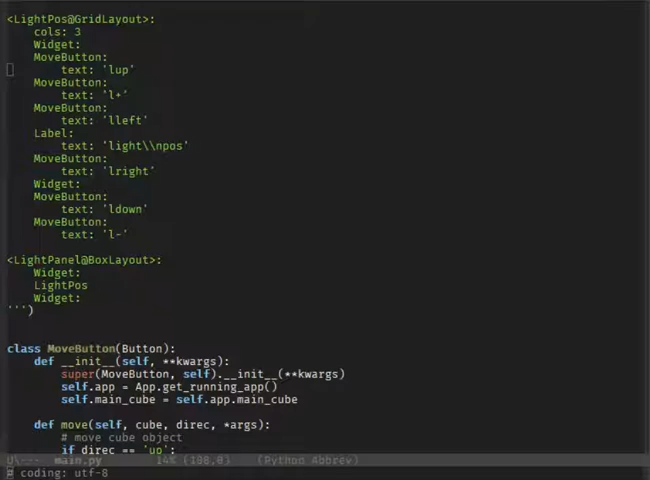 <LightPos@GridLayout>:
    cols: 3
    Widget:
    MoveButton:
        text: 'lup'
    MoveButton:
        text: 'l+'
    MoveButton:
        text: 'lleft'
    Label:
        text: 'light\\npos'
    MoveButton:
        text: 'lright'
    Widget:
    MoveButton:
        text: 'ldown'
    MoveButton:
        text: 'l-'

<LightPanel@BoxLayout>:
    Widget:
    LightPos
    Widget:
''')

class MoveButton(Button):
    def __init__(self, **kwargs):
        super(MoveButton, self).__init__(**kwargs)
        self.app = App.get_running_app()
        self.main_cube = self.app.main_cube

    def move(self, cube, direc, *args):
        # move cube object
        if direc == 'up':
U\--- main.py 14% (108,0) (Python Abbrev)
coding: utf-8